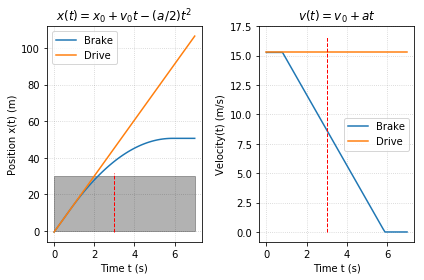 x(t) = x₀ + v₀t − (a/2)t²
Position x(t) (m)
100
80
60
40
20
0
Brake
Drive
0 2 4 6
Time t (s)
v(t) = v₀ + at
Velocity(t) (m/s)
17.5
15.0
12.5
10.0
7.5
5.0
2.5
0.0
Brake
Drive
0 2 4 6
Time t (s)